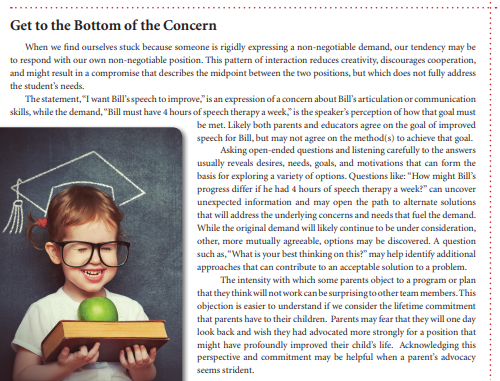 Get to the Bottom of the Concern
When we find ourselves stuck because someone is rigidly expressing a non-negotiable demand, our tendency may be
to respond with our own non-negotiable position. This pattern of interaction reduces creativity, discourages cooperation,
and might result in a compromise that describes the midpoint between the two positions, but which does not fully address
the student's needs.
The statement, "I want Bill's speech to improve," is an expression of a concern about Bill's articulation or communication
skills, while the demand, "Bill must have 4 hours of speech therapy a week," is the speaker's perception of how that goal must
be met. Likely both parents and educators agree on the goal of improved
speech for Bill, but may not agree on the method(s) to achieve that goal.
Asking open-ended questions and listening carefully to the answers
usually reveals desires, needs, goals, and motivations that can form the
basis for exploring a variety of options. Questions like: "How might Bill's
progress differ if he had 4 hours of speech therapy a week?" can uncover
unexpected information and may open the path to alternate solutions
that will address the underlying concerns and needs that fuel the demand.
While the original demand will likely continue to be under consideration,
other, more mutually agreeable, options may be discovered. A question
such as, "What is your best thinking on this?" may help identify additional
approaches that can contribute to an acceptable solution to a problem.
The intensity with which some parents object to a program or plan
that they think will not work can be surprising to other team members. This
objection is easier to understand if we consider the lifetime commitment
that parents have to their children. Parents may fear that they will one day
look back and wish they had advocated more strongly for a position that
might have profoundly improved their child's life. Acknowledging this
perspective and commitment may be helpful when a parent's advocacy
seems strident.